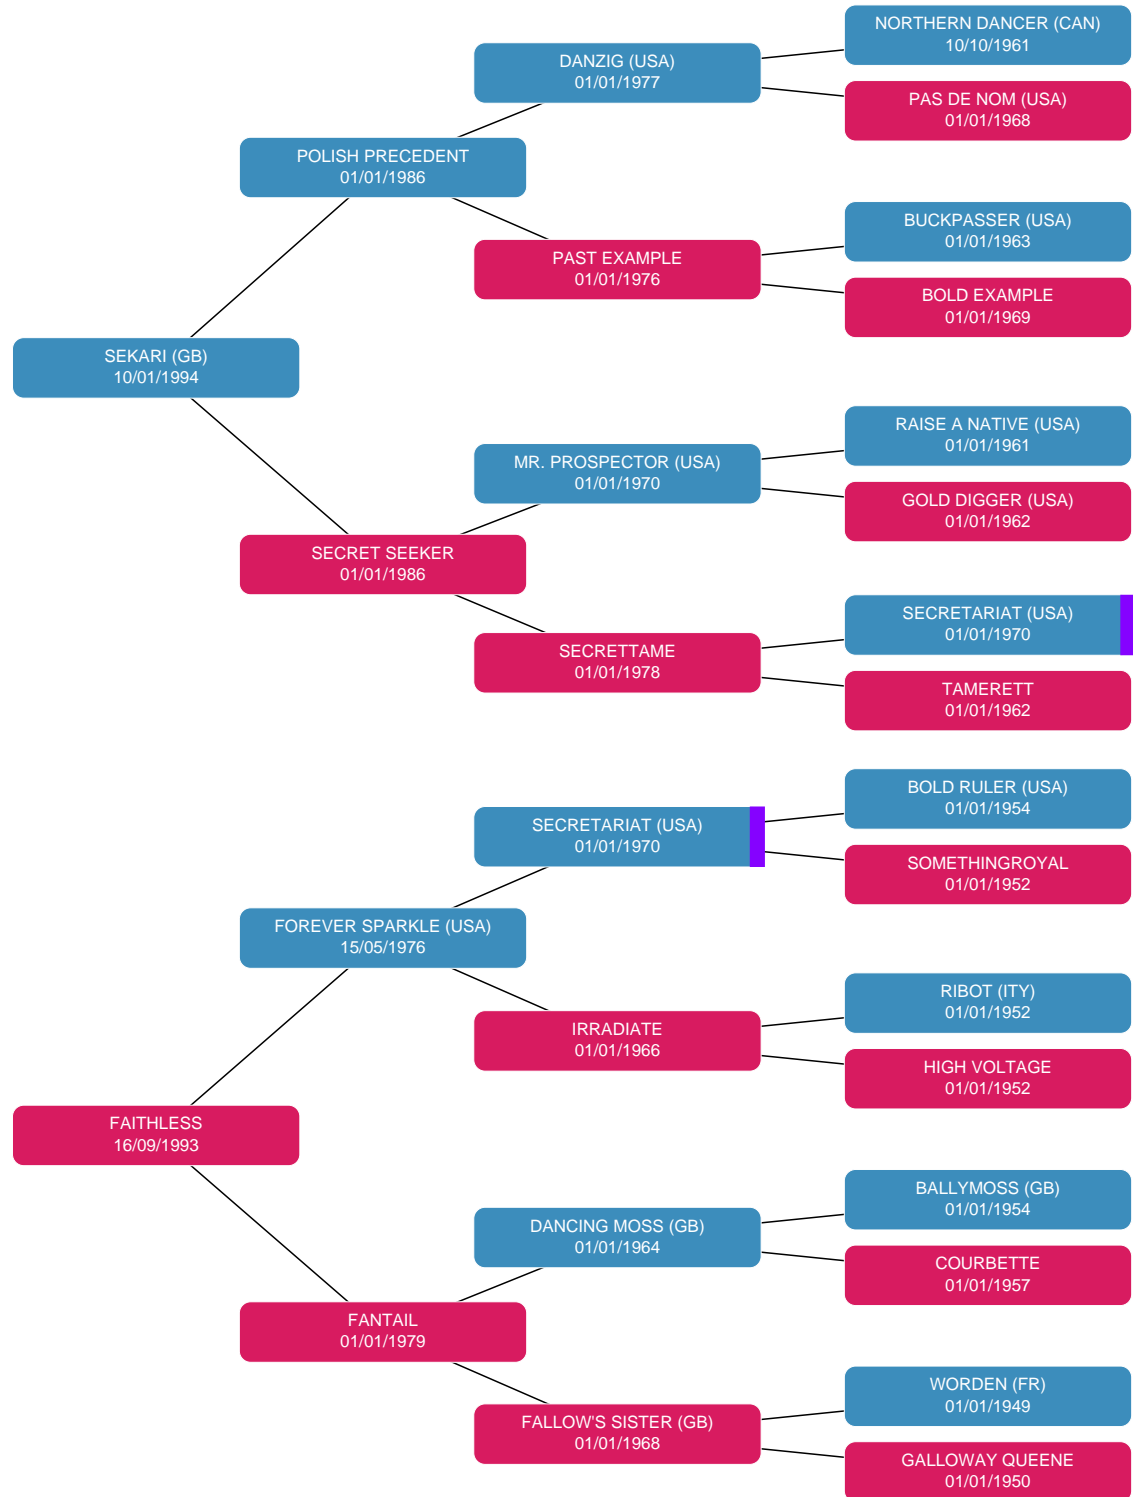 NORTHERN DANCER (CAN)
10/10/1961
DANZIG (USA)
01/01/1977
PAS DE NOM (USA)
01/01/1968
POLISH PRECEDENT
01/01/1986
BUCKPASSER (USA)
01/01/1963
PAST EXAMPLE
01/01/1976
BOLD EXAMPLE
01/01/1969
SEKARI (GB)
10/01/1994
RAISE A NATIVE (USA)
01/01/1961
MR. PROSPECTOR (USA)
01/01/1970
GOLD DIGGER (USA)
01/01/1962
SECRET SEEKER
01/01/1986
SECRETARIAT (USA)
01/01/1970
SECRETTAME
01/01/1978
TAMERETT
01/01/1962
BOLD RULER (USA)
01/01/1954
SECRETARIAT (USA)
01/01/1970
SOMETHINGROYAL
01/01/1952
FOREVER SPARKLE (USA)
15/05/1976
RIBOT (ITY)
01/01/1952
IRRADIATE
01/01/1966
HIGH VOLTAGE
01/01/1952
FAITHLESS
16/09/1993
BALLYMOSS (GB)
01/01/1954
DANCING MOSS (GB)
01/01/1964
COURBETTE
01/01/1957
FANTAIL
01/01/1979
WORDEN (FR)
01/01/1949
FALLOW'S SISTER (GB)
01/01/1968
GALLOWAY QUEENE
01/01/1950